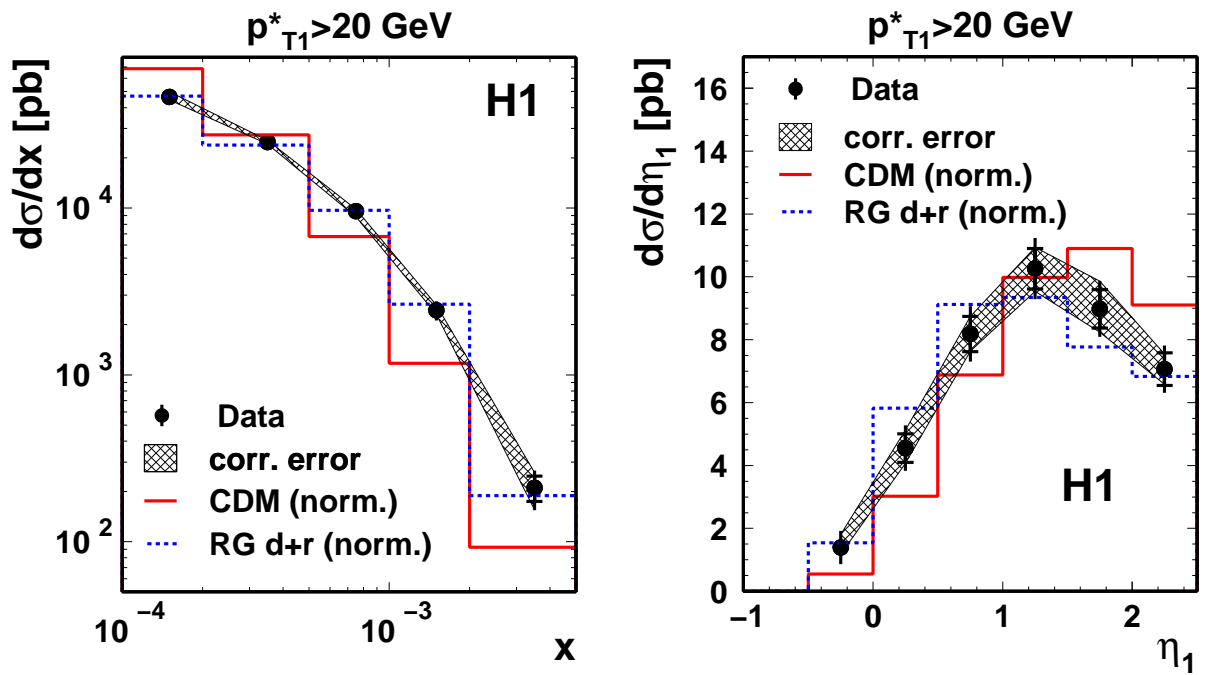 p*T1>20 GeV
dσ/dx [pb]
H1
10^4
10^3
10^2
Data
corr. error
CDM (norm.)
RG d+r (norm.)
10^−4
10^−3
x
p*T1>20 GeV
dσ/dη1 [pb]
16
14
12
10
8
6
4
2
0
Data
corr. error
CDM (norm.)
RG d+r (norm.)
H1
−1 0 1 2
η1